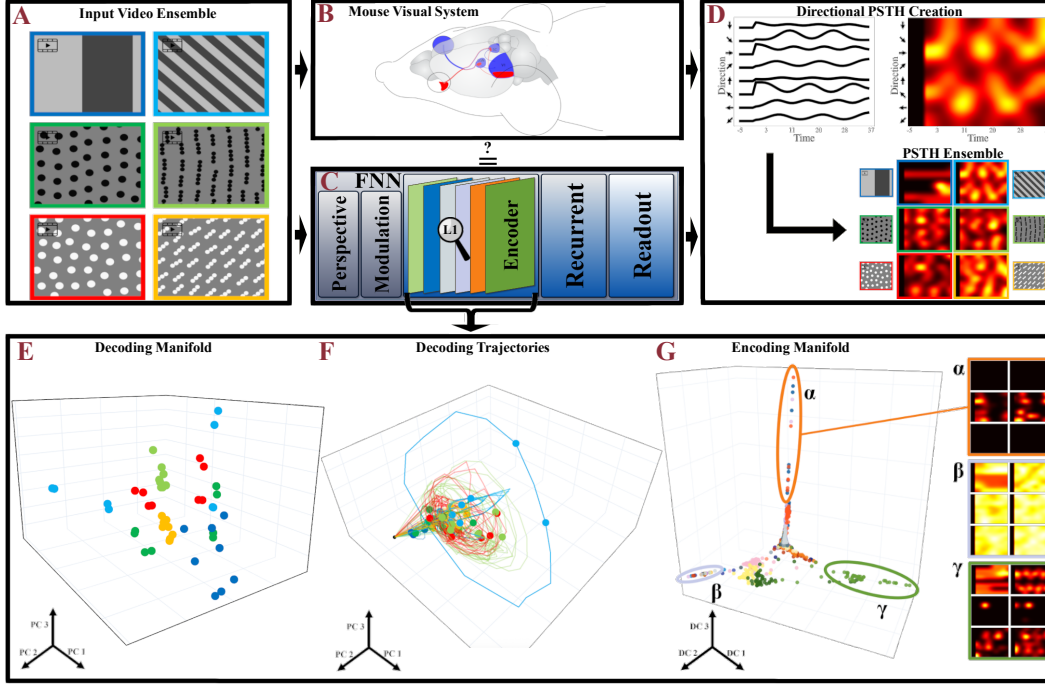 A
Input Video Ensemble
B
Mouse Visual System
?
=
C
FNN
Perspective
Modulation
L1
Encoder
Recurrent
Readout
D
Directional PSTH Creation
Direction
-5 3 11 20 28 37
Time
Direction
-5 3 11 20 28
Time
PSTH Ensemble
E
Decoding Manifold
PC 3
PC 2
PC 1
F
Decoding Trajectories
PC 3
PC 2
PC 1
G
Encoding Manifold
α
β
γ
DC 3
DC 2
DC 1
α
β
γ